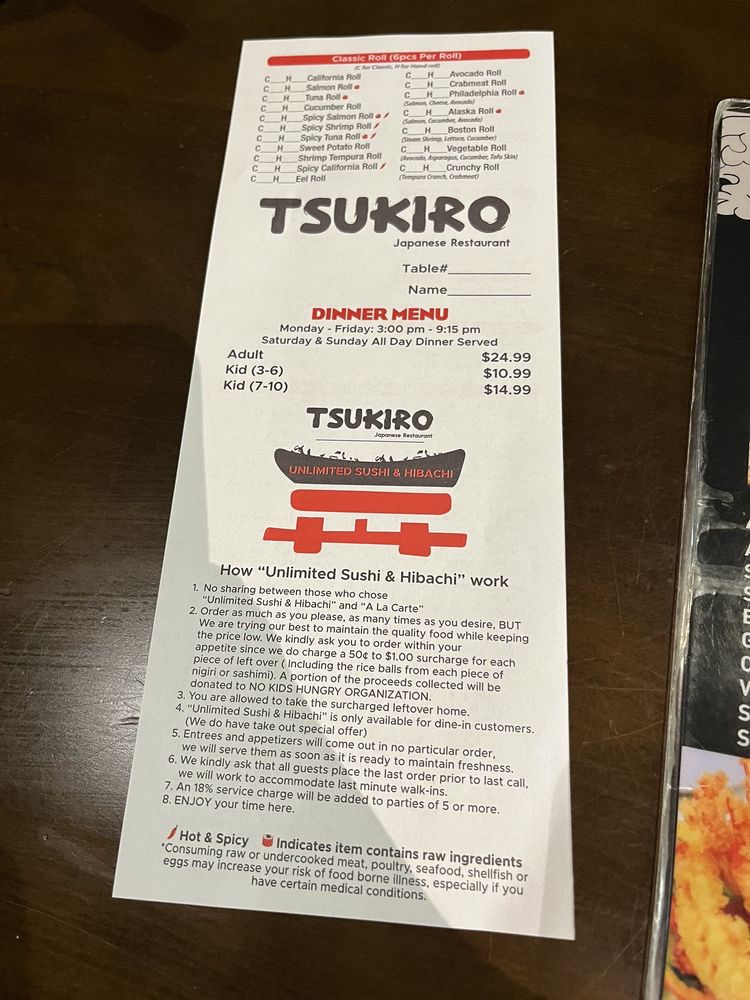 Classic Roll (6pcs Per Roll)
(C for Classic, H for Hand roll)
C___H___California Roll
C___H___Salmon Roll
C___H___Tuna Roll
C___H___Cucumber Roll
C___H___Spicy Salmon Roll
C___H___Spicy Shrimp Roll
C___H___Spicy Tuna Roll
C___H___Sweet Potato Roll
C___H___Shrimp Tempura Roll
C___H___Spicy California Roll
C___H___Eel Roll
C___H___Avocado Roll
C___H___Crabmeat Roll
C___H___Philadelphia Roll
(Salmon, Cheese, Avocado)
C___H___Alaska Roll
(Salmon, Cucumber, Avocado)
C___H___Boston Roll
(Steam Shrimp, Lettuce, Cucumber)
C___H___Vegetable Roll
(Avocado, Asparagus, Cucumber, Tofu Skin)
C___H___Crunchy Roll
(Tempura Crunch, Crabmeat)
TSUKIRO
Japanese Restaurant
Table#__________
Name__________
DINNER MENU
Monday - Friday: 3:00 pm - 9:15 pm
Saturday & Sunday All Day Dinner Served
Adult $24.99
Kid (3-6) $10.99
Kid (7-10) $14.99
TSUKIRO
Japanese Restaurant
UNLIMITED SUSHI & HIBACHI
How “Unlimited Sushi & Hibachi” work
1. No sharing between those who chose
“Unlimited Sushi & Hibachi” and “A La Carte”
2. Order as much as you please, as many times as you desire, BUT
We are trying our best to maintain the quality food while keeping
the price low. We kindly ask you to order within your
appetite since we do charge a 50¢ to $1.00 surcharge for each
piece of left over ( Including the rice balls from each piece of
nigiri or sashimi). A portion of the proceeds collected will be
donated to NO KIDS HUNGRY ORGANIZATION.
3. You are allowed to take the surcharged leftover home.
4. “Unlimited Sushi & Hibachi” is only available for dine-in customers.
(We do have take out special offer)
5. Entrees and appetizers will come out in no particular order,
we will serve them as soon as it is ready to maintain freshness.
6. We kindly ask that all guests place the last order prior to last call,
we will work to accommodate last minute walk-ins.
7. An 18% service charge will be added to parties of 5 or more.
8. ENJOY your time here.
Hot & Spicy Indicates item contains raw ingredients
*Consuming raw or undercooked meat, poultry, seafood, shellfish or
eggs may increase your risk of food borne illness, especially if you
have certain medical conditions.